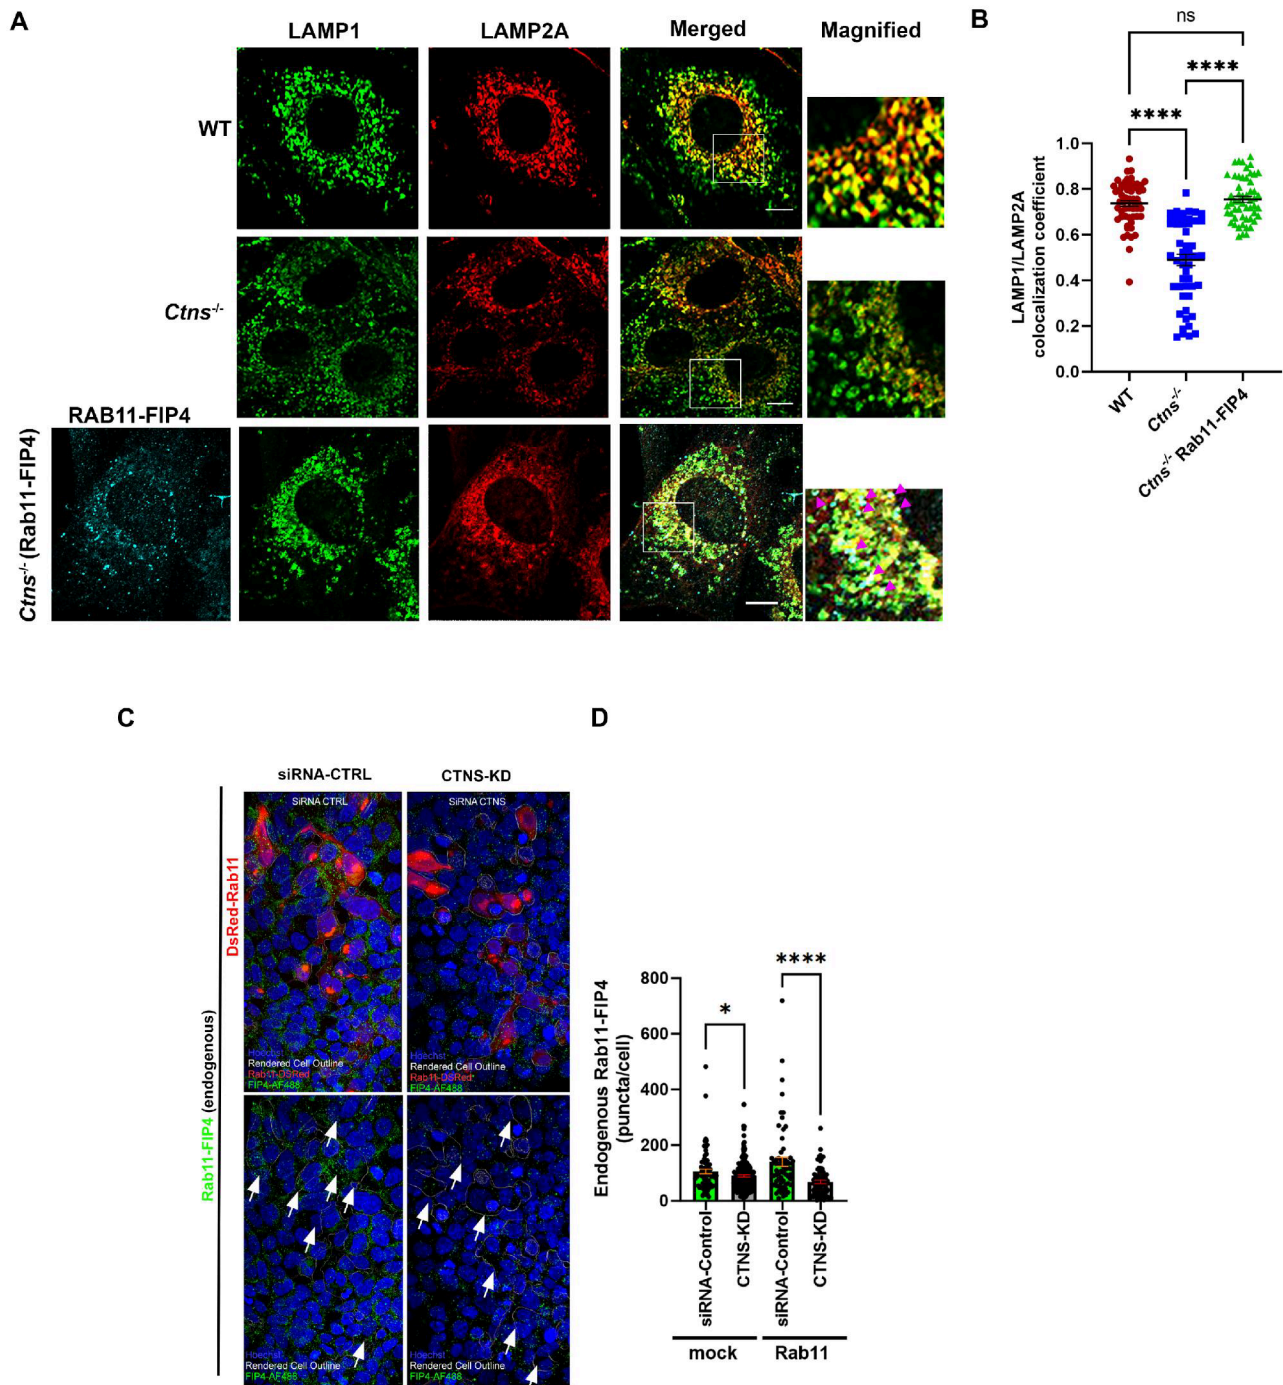 A
LAMP1 LAMP2A Merged Magnified
WT
Ctns-/-
RAB11-FIP4
Ctns-/- (Rab11-FIP4)
B
ns
****
****
LAMP1/LAMP2A
colocalization coefficient
1.0
0.8
0.6
0.4
0.2
0.0
WT
Ctns-/-
Ctns-/- Rab11-FIP4
C
siRNA-CTRL CTNS-KD
SiRNA CTRL SiRNA CTNS
DsRed-Rab11
Rab11-FIP4 (endogenous)
Hoechst
Rendered Cell Outline
Rab11-DSRed
FIP4-AF488
Hoechst
Rendered Cell Outline
Rab11-DSRed
FIP4-AF488
Hoechst
Rendered Cell Outline
FIP4-AF488
Hoechst
Rendered Cell Outline
FIP4-AF488
D
Endogenous Rab11-FIP4
(puncta/cell)
800
600
400
200
0
*
****
siRNA-Control
CTNS-KD
siRNA-Control
CTNS-KD
mock Rab11